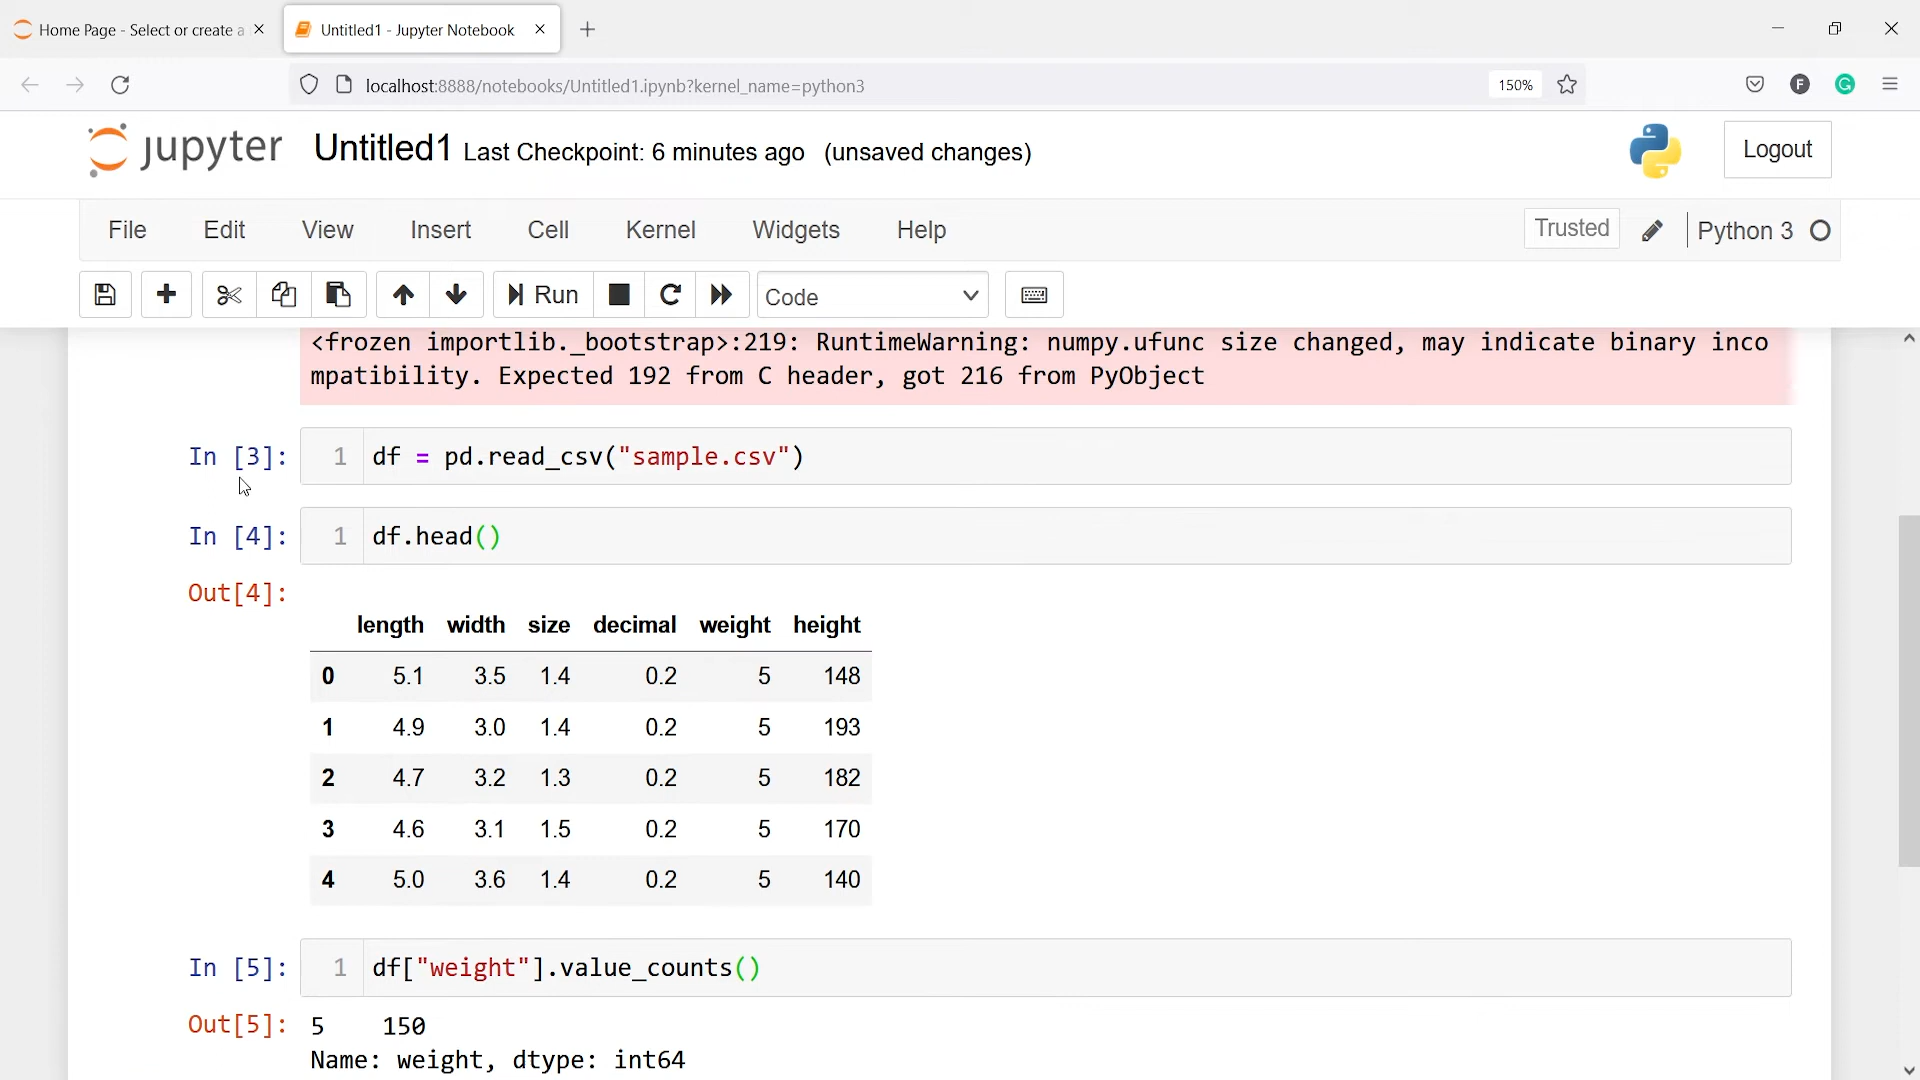 Home Page - Select or create a
Untitled1 - Jupyter Notebook
localhost:8888/notebooks/Untitled1.ipynb?kernel_name=python3
150%
F
G
jupyter Untitled1 Last Checkpoint: 6 minutes ago (unsaved changes)
Logout
File Edit View Insert Cell Kernel Widgets Help
Trusted
Python 3
Run
Code
<frozen importlib._bootstrap>:219: RuntimeWarning: numpy.ufunc size changed, may indicate binary inco
mpatibility. Expected 192 from C header, got 216 from PyObject
In [3]: 1 df = pd.read_csv("sample.csv")
In [4]: 1 df.head()
Out[4]:
length width size decimal weight height
0 5.1 3.5 1.4 0.2 5 148
1 4.9 3.0 1.4 0.2 5 193
2 4.7 3.2 1.3 0.2 5 182
3 4.6 3.1 1.5 0.2 5 170
4 5.0 3.6 1.4 0.2 5 140
In [5]: 1 df["weight"].value_counts()
Out[5]: 5 150
Name: weight, dtype: int64